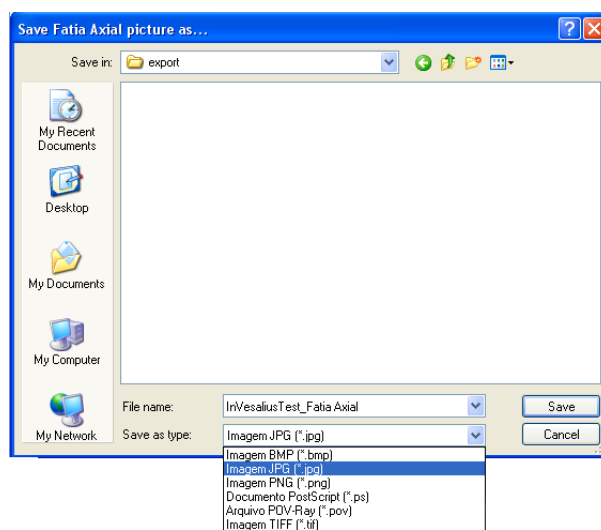 Save Fatia Axial picture as...
Save in:
export
My Recent
Documents
Desktop
My Documents
My Computer
My Network
File name:
InVesaliusTest_Fatia Axial
Save
Save as type:
Imagem JPG (*.jpg)
Cancel
Imagem BMP (*.bmp)
Imagem JPG (*.jpg)
Imagem PNG (*.png)
Documento PostScript (*.ps)
Arquivo POV-Ray (*.pov)
Imagem TIFF (*.tif)